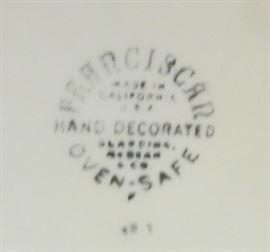 FRANCISCAN
MADE IN
CALIFORNIA
U.S.A.
HAND DECORATED
GLADDING,
McBEAN
& CO.
OVEN-SAFE